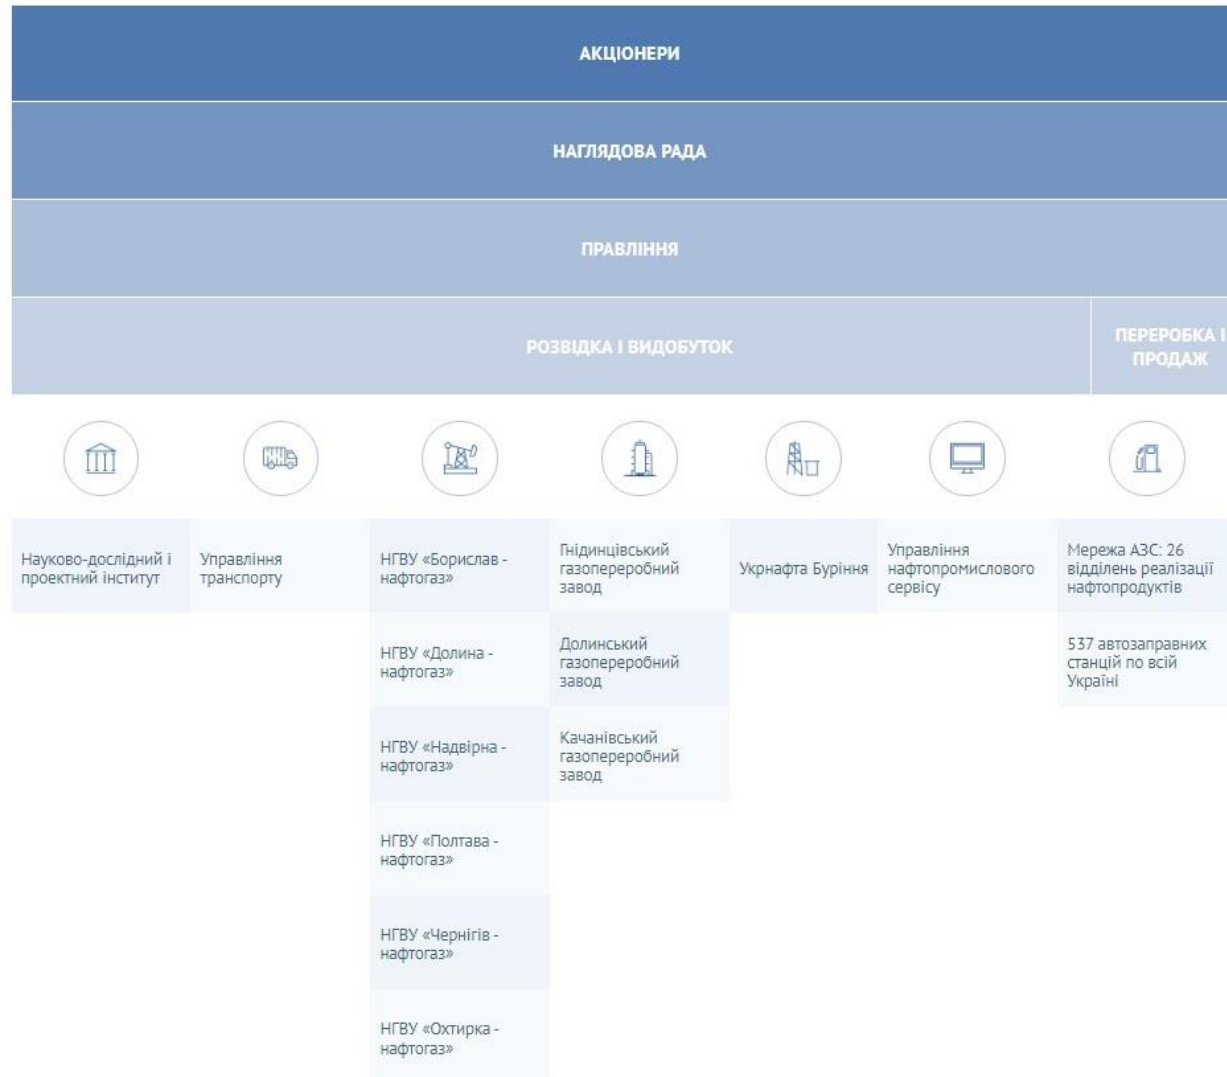 АКЦІОНЕРИ
НАГЛЯДОВА РАДА
ПРАВЛІННЯ
РОЗВІДКА І ВИДОБУТОК
ПЕРЕРОБКА І
ПРОДАЖ
Науково-дослідний і
проектний інститут
Управління
транспорту
НГВУ «Борислав -
нафтогаз»
Гнідинцівський
газопереробний
завод
Укрнафта Буріння
Управління
нафтопромислового
сервісу
Мережа АЗС: 26
відділень реалізації
нафтопродуктів
НГВУ «Долина -
нафтогаз»
Долинський
газопереробний
завод
537 автозаправних
станцій по всій
Україні
НГВУ «Надвірна -
нафтогаз»
Качанівський
газопереробний
завод
НГВУ «Полтава -
нафтогаз»
НГВУ «Чернігів -
нафтогаз»
НГВУ «Охтирка -
нафтогаз»